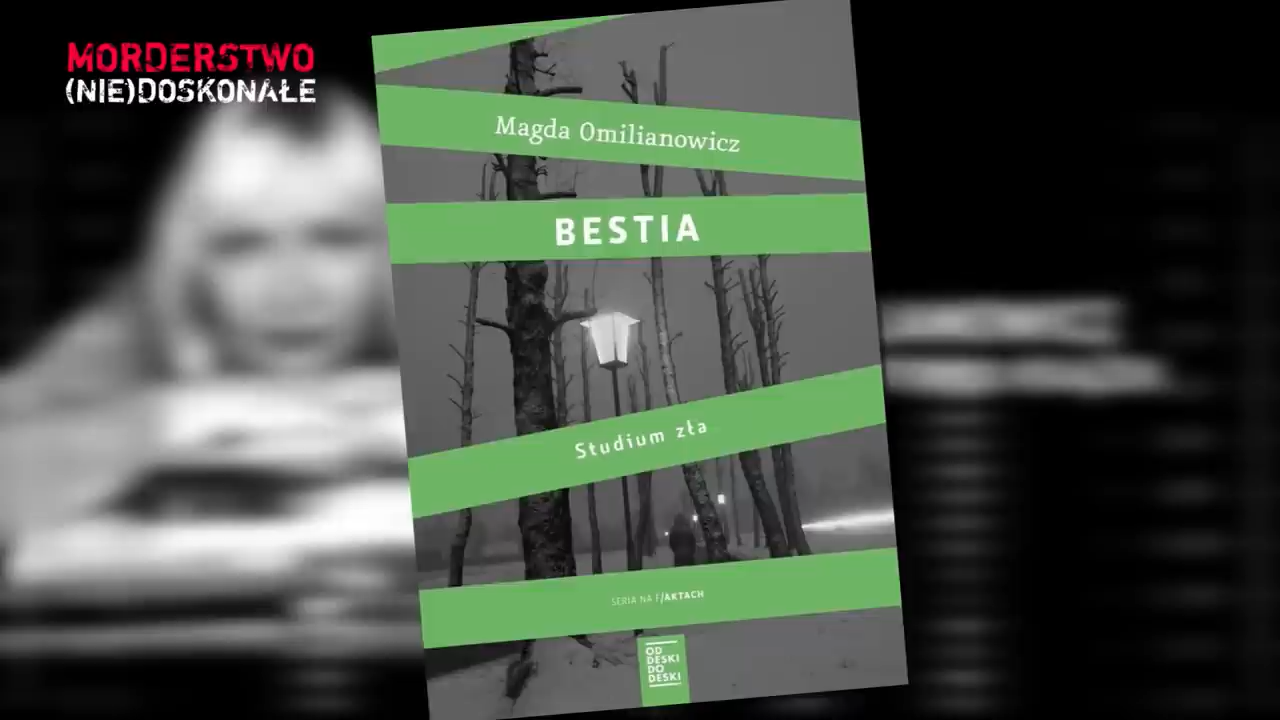 MORDERSTWO
(NIE)DOSKONAŁE
Magda Omilianowicz
BESTIA
Studium zła
SERIA NA F/AKTACH
OD
DESKI
DO
DESKI